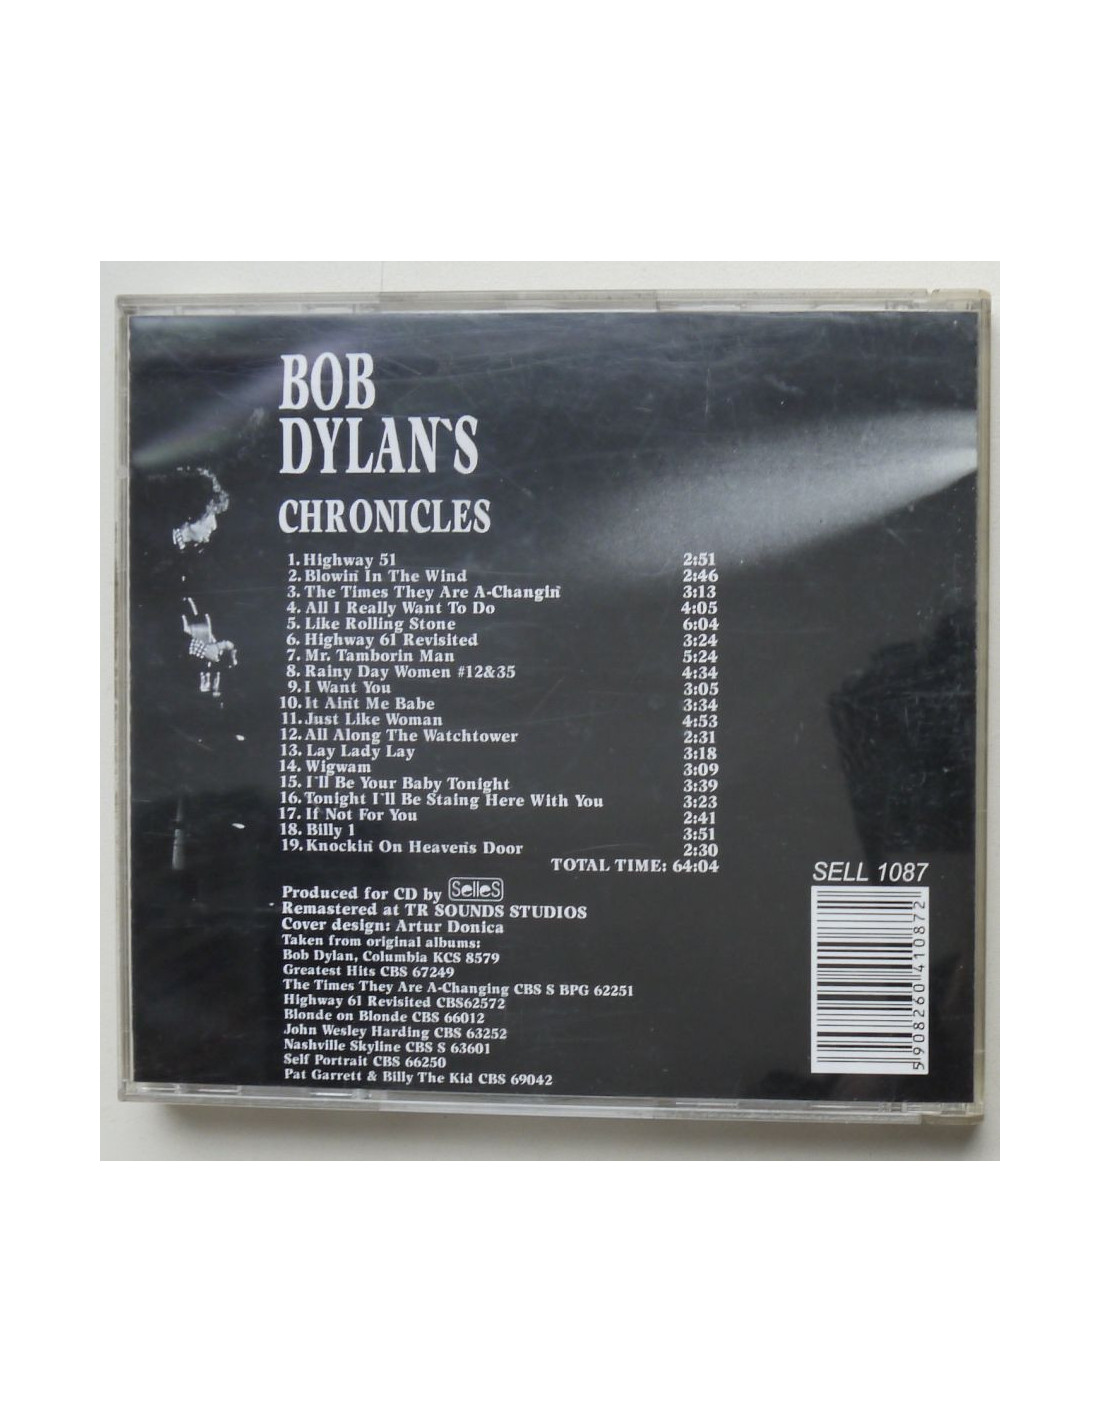 BOB
DYLAN`S
CHRONICLES
1. Highway 51 2:51
2. Blowin' In The Wind 2:46
3. The Times They Are A-Changin' 3:13
4. All I Really Want To Do 4:05
5. Like Rolling Stone 6:04
6. Highway 61 Revisited 3:24
7. Mr. Tamborin Man 5:24
8. Rainy Day Women #12&35 4:34
9. I Want You 3:05
10. It Ain't Me Babe 3:34
11. Just Like Woman 4:53
12. All Along The Watchtower 2:31
13. Lay Lady Lay 3:18
14. Wigwam 3:09
15. I`ll Be Your Baby Tonight 3:39
16. Tonight I`ll Be Staing Here With You 3:23
17. If Not For You 2:41
18. Billy 1 3:51
19. Knockin' On Heaven's Door 2:30
TOTAL TIME: 64:04
Produced for CD by SelleS
Remastered at TR SOUNDS STUDIOS
Cover design: Artur Donica
Taken from original albums:
Bob Dylan, Columbia KCS 8579
Greatest Hits CBS 67249
The Times They Are A-Changing CBS S BPG 62251
Highway 61 Revisited CBS62572
Blonde on Blonde CBS 66012
John Wesley Harding CBS 63252
Nashville Skyline CBS S 63601
Self Portrait CBS 66250
Pat Garrett & Billy The Kid CBS 69042
SELL 1087
5908260410872